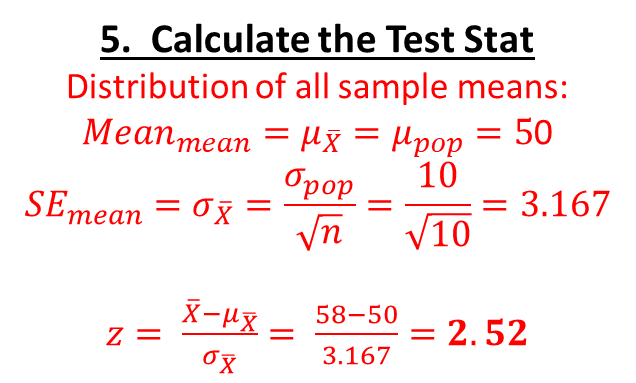 5. Calculate the Test Stat
Distribution of all sample means:
Mean_mean = μ_X̄ = μ_pop = 50
SE_mean = σ_X̄ = σ_pop/√n = 10/√10 = 3.167
z = (X̄−μ_X̄)/σ_X̄ = (58−50)/3.167 = 2.52